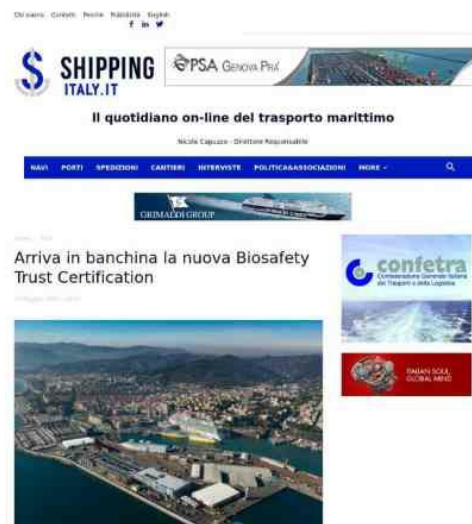 Chi siamo Contatti Perché Pubblicità English
SHIPPING
ITALY.IT
PSA GENOVA PRA'
Il quotidiano on-line del trasporto marittimo
Nicola Capuzzo - Direttore Responsabile
NAVI PORTI SPEDIZIONI CANTIERI INTERVISTE POLITICA&ASSOCIAZIONI MORE
GRIMALDI GROUP
Arriva in banchina la nuova Biosafety
Trust Certification
confetra
Confederazione Generale Italiana
dei Trasporti e della Logistica
ITALIAN SOUL,
GLOBAL MIND